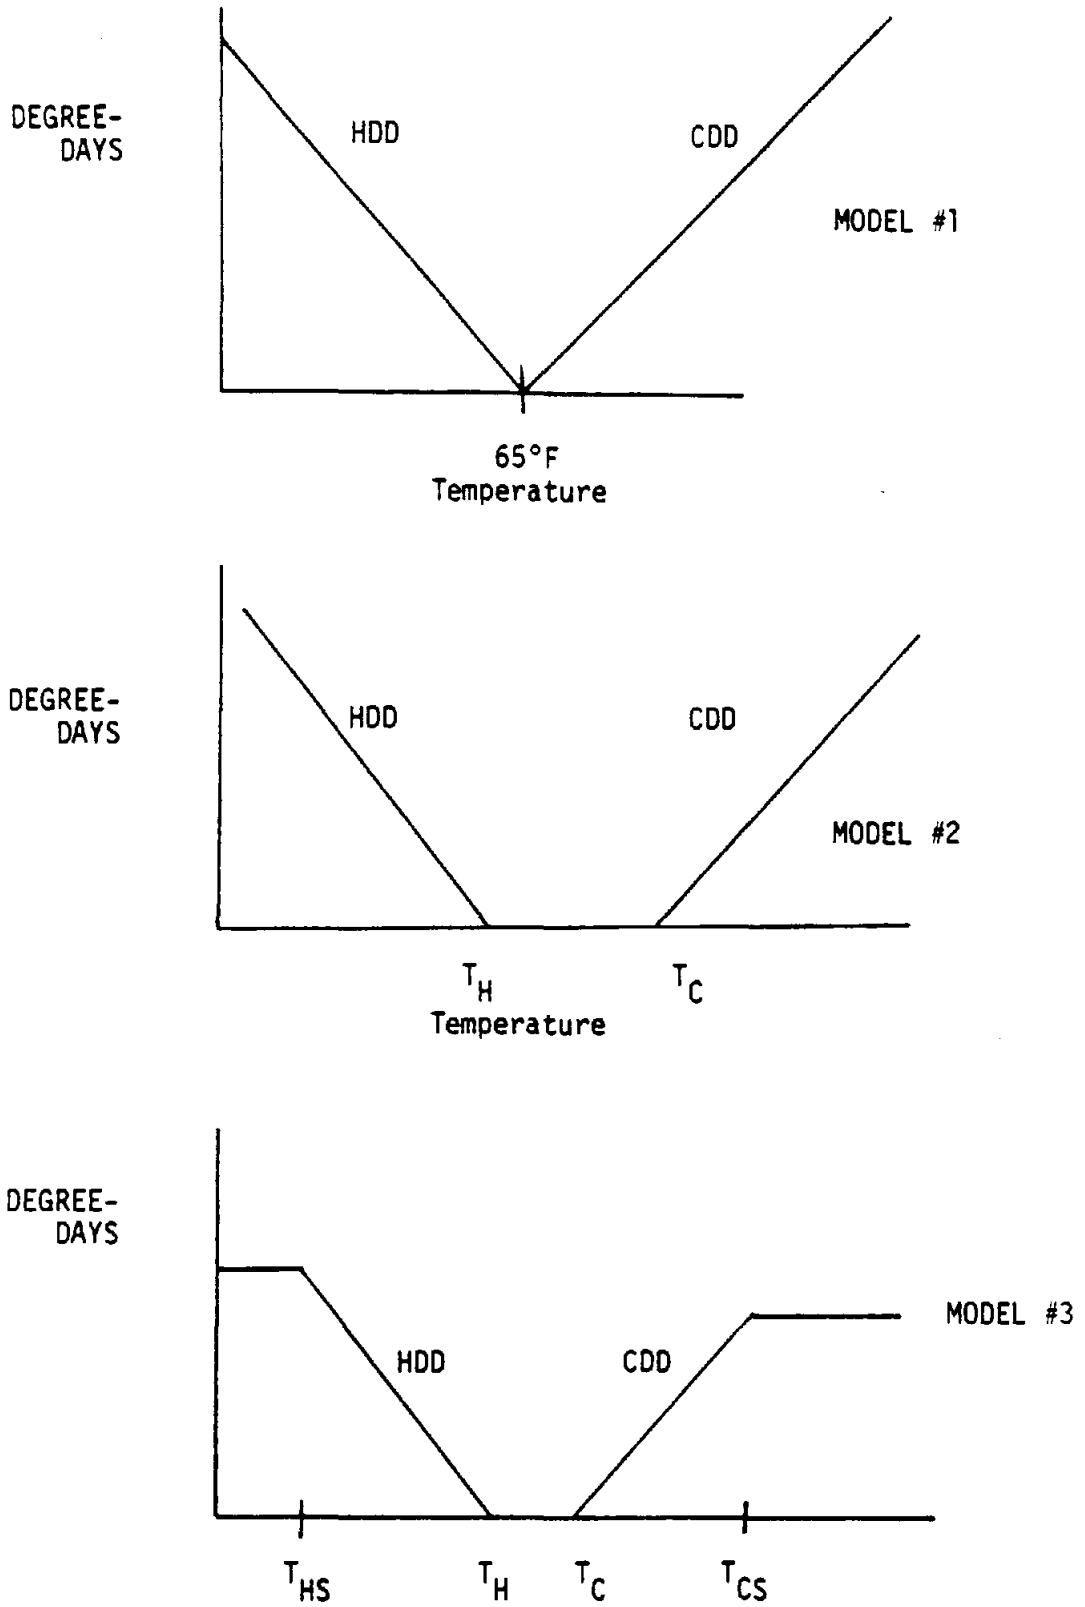 DEGREE-
DAYS
HDD
CDD
MODEL #1
65°F
Temperature
DEGREE-
DAYS
HDD
CDD
MODEL #2
T_H
T_C
Temperature
DEGREE-
DAYS
MODEL #3
HDD
CDD
T_HS
T_H
T_C
T_CS